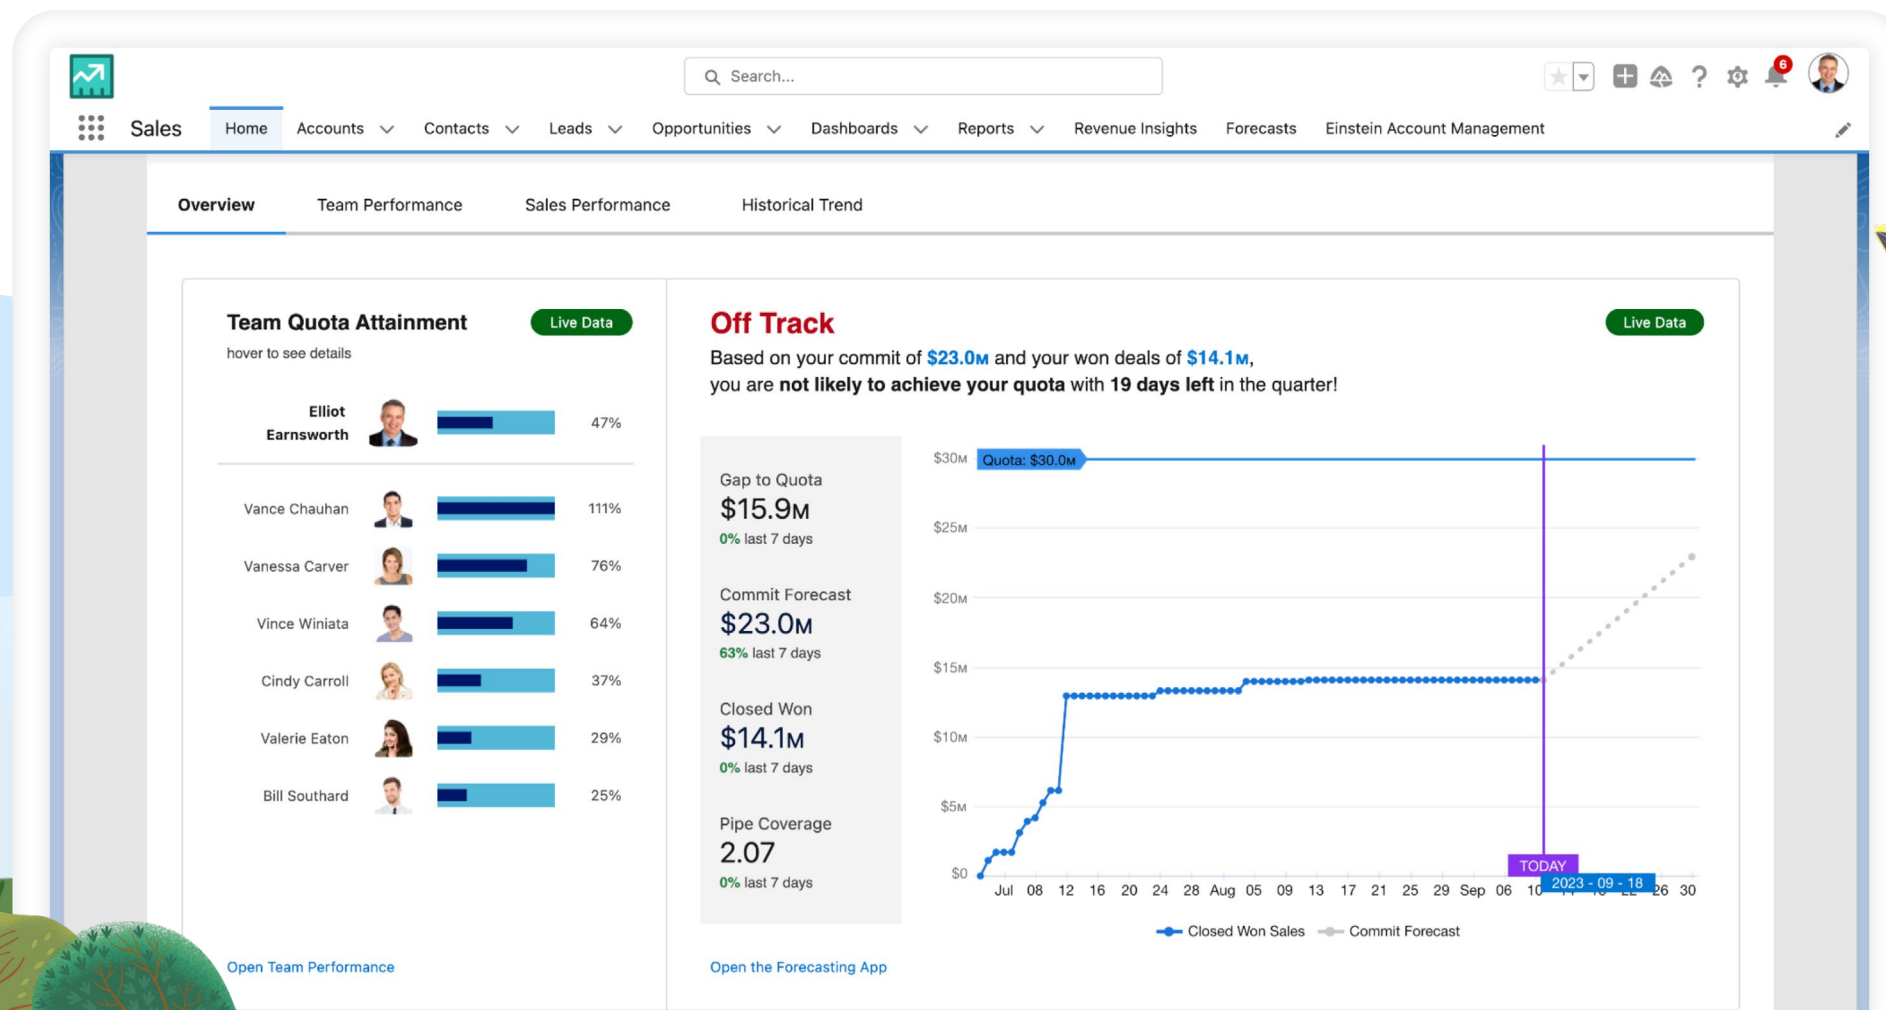 Search...
6
Sales
Home
Accounts
Contacts
Leads
Opportunities
Dashboards
Reports
Revenue Insights
Forecasts
Einstein Account Management
Overview
Team Performance
Sales Performance
Historical Trend
Team Quota Attainment
Live Data
hover to see details
Elliot
Earnsworth
47%
Vance Chauhan
111%
Vanessa Carver
76%
Vince Winiata
64%
Cindy Carroll
37%
Valerie Eaton
29%
Bill Southard
25%
Open Team Performance
Off Track
Live Data
Based on your commit of $23.0M and your won deals of $14.1M,
you are not likely to achieve your quota with 19 days left in the quarter!
Gap to Quota
$15.9M
0% last 7 days
Commit Forecast
$23.0M
63% last 7 days
Closed Won
$14.1M
0% last 7 days
Pipe Coverage
2.07
0% last 7 days
$30M
Quota: $30.0M
$25M
$20M
$15M
$10M
$5M
$0
TODAY
2023 - 09 - 18
Jul 08 12 16 20 24 28 Aug 05 09 13 17 21 25 29 Sep 06 10 26 30
Closed Won Sales
Commit Forecast
Open the Forecasting App